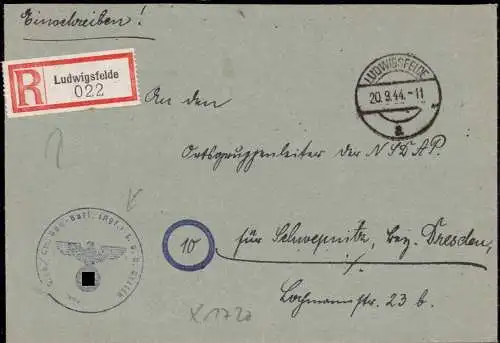 Einschreiben!
R
Ludwigsfelde
022
LUDWIGSFELDE
20.9.44.-11
a
An den
Ortsgruppenleiter der NSDAP.
10
für Schwepnitz, Bez. Dresden,
Lochmannstr. 23 b.